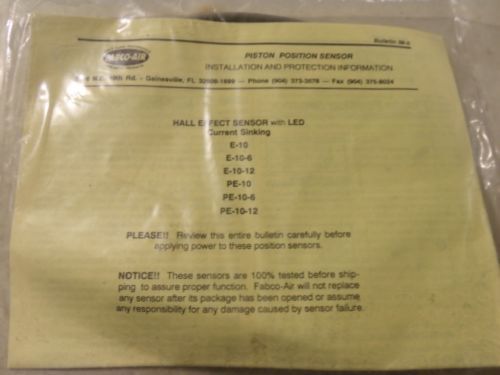 Bulletin
FABCO-AIR
PISTON POSITION SENSOR
INSTALLATION AND PROTECTION INFORMATION
Rd. - Gainesville, FL 32609-1699 — Phone (904) 373-3578 — Fax (904) 375-8024
HALL EFFECT SENSOR with LED
Current Sinking
E-10
E-10-6
E-10-12
PE-10
PE-10-6
PE-10-12
PLEASE!! Review this entire bulletin carefully before
applying power to these position sensors.
NOTICE!! These sensors are 100% tested before ship-
ping to assure proper function. Fabco-Air will not replace
any sensor after its package has been opened or assume
any responsibility for any damage caused by sensor failure.